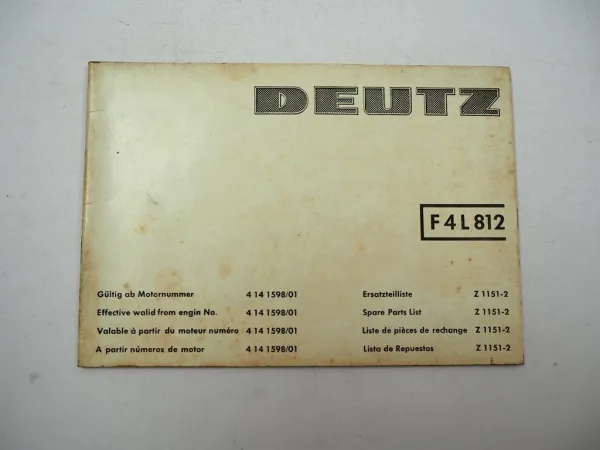 DEUTZ
F4L812
Gültig ab Motornummer 4 14 1598/01
Effective walid from engin No. 4 14 1598/01
Valable à partir du moteur numéro 4 14 1598/01
A partir números de motor 4 14 1598/01
Ersatzteilliste Z 1151-2
Spare Parts List Z 1151-2
Liste de pièces de rechange Z 1151-2
Lista de Repuestos Z 1151-2